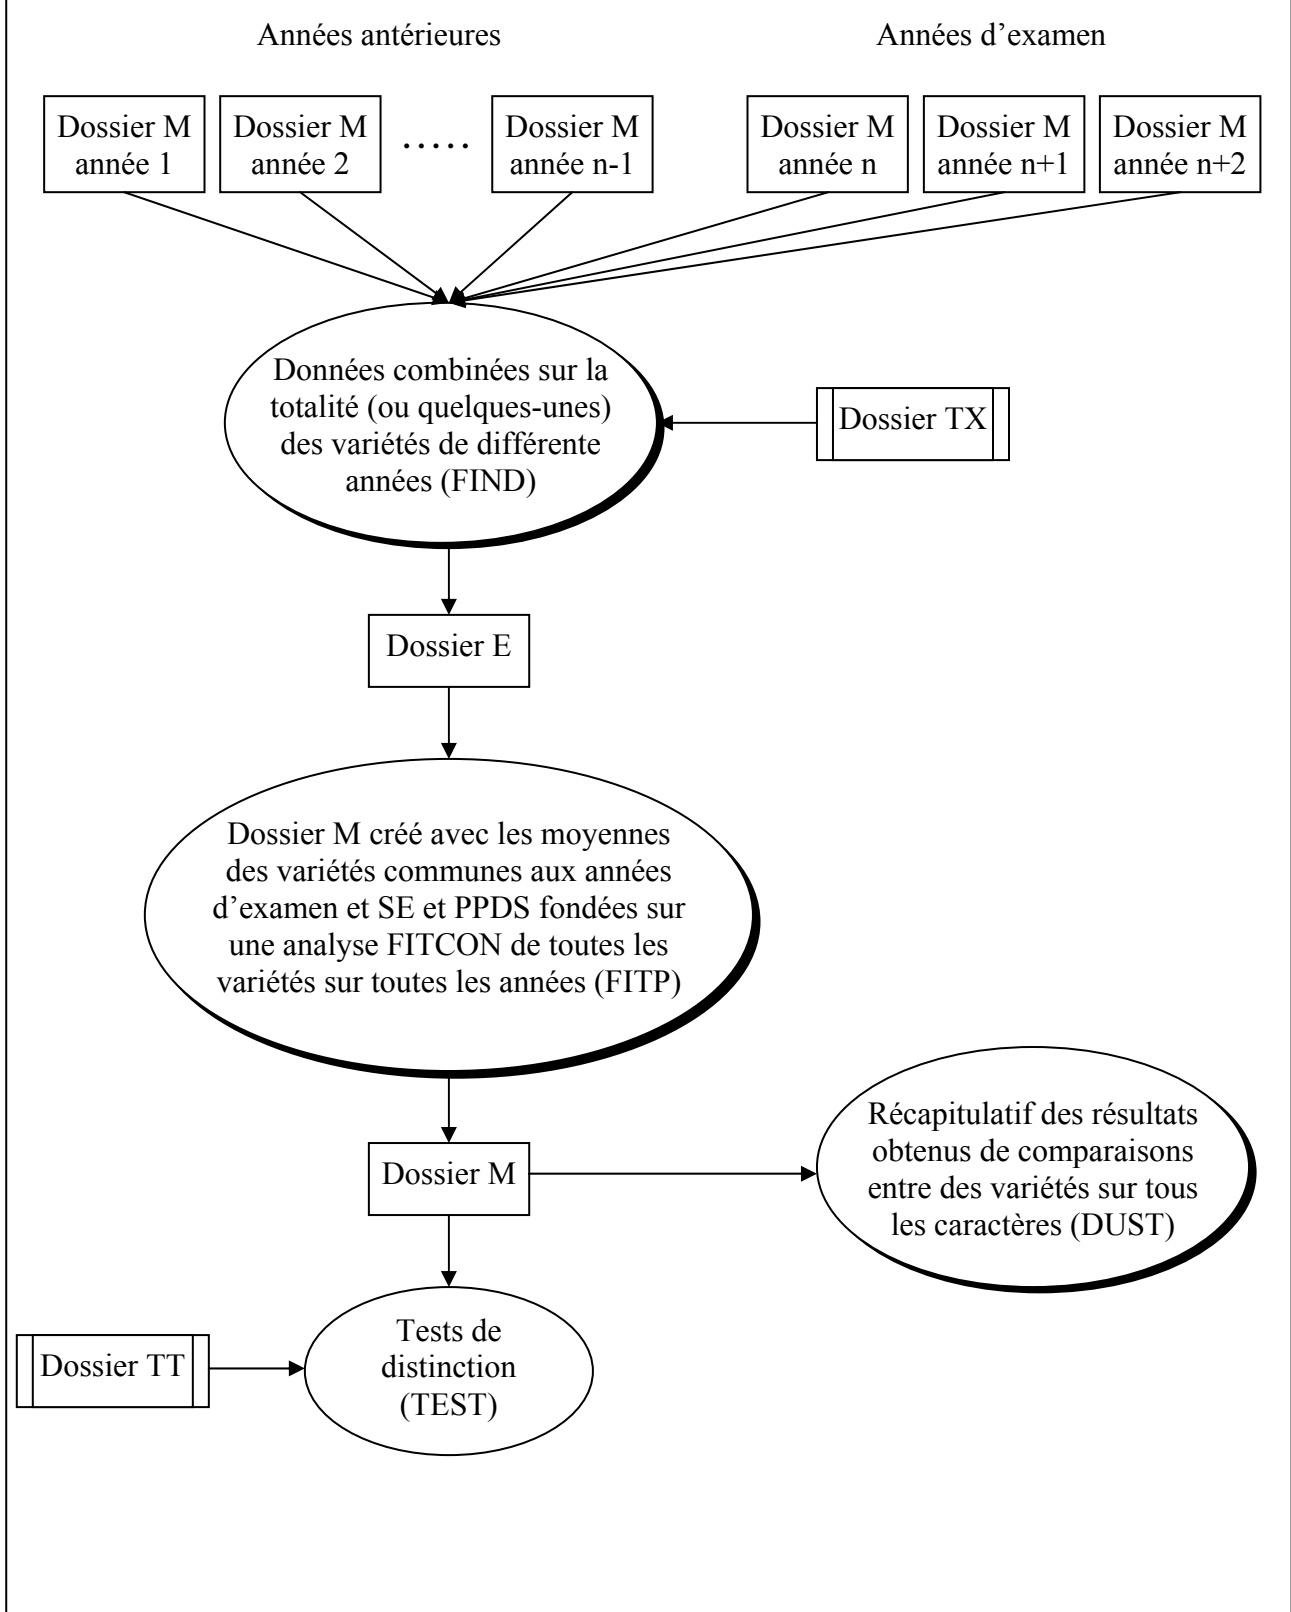 Années antérieures
Années d’examen
Dossier M
année 1
Dossier M
année 2
.....
Dossier M
année n-1
Dossier M
année n
Dossier M
année n+1
Dossier M
année n+2
Données combinées sur la
totalité (ou quelques-unes)
des variétés de différente
années (FIND)
Dossier TX
Dossier E
Dossier M créé avec les moyennes
des variétés communes aux années
d’examen et SE et PPDS fondées sur
une analyse FITCON de toutes les
variétés sur toutes les années (FITP)
Dossier M
Récapitulatif des résultats
obtenus de comparaisons
entre des variétés sur tous
les caractères (DUST)
Dossier TT
Tests de
distinction
(TEST)